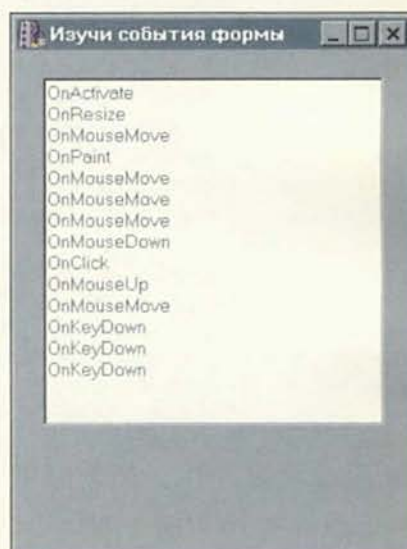 Изучи события формы
OnActivate
OnResize
OnMouseMove
OnPaint
OnMouseMove
OnMouseMove
OnMouseMove
OnMouseDown
OnClick
OnMouseUp
OnMouseMove
OnKeyDown
OnKeyDown
OnKeyDown